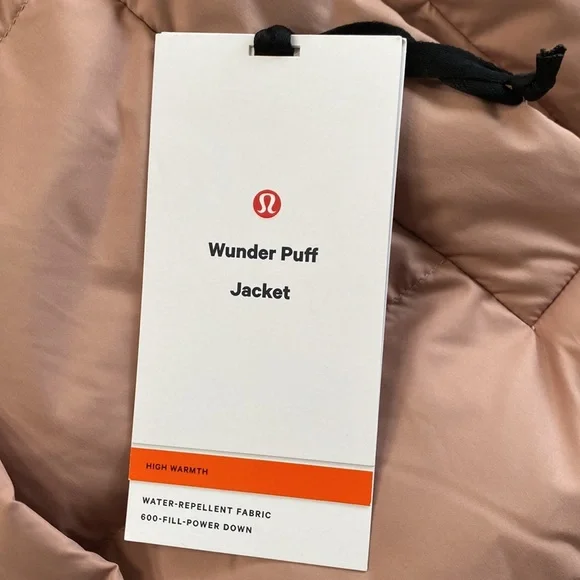 Wunder Puff
Jacket
HIGH WARMTH
WATER-REPELLENT FABRIC
600-FILL-POWER DOWN